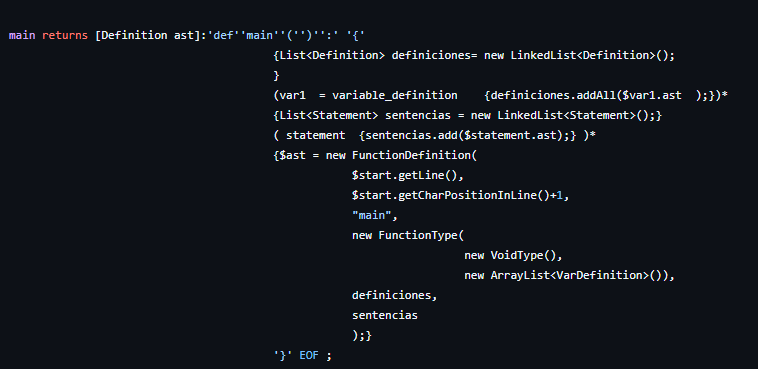 main returns [Definition ast]:'def''main''('')'':' '{'
{List<Definition> definiciones= new LinkedList<Definition>();
}
(var1 = variable_definition {definiciones.addAll($var1.ast );})*
{List<Statement> sentencias = new LinkedList<Statement>();}
( statement {sentencias.add($statement.ast);} )*
{$ast = new FunctionDefinition(
$start.getLine(),
$start.getCharPositionInLine()+1,
"main",
new FunctionType(
new VoidType(),
new ArrayList<VarDefinition>()),
definiciones,
sentencias
);}
'}' EOF ;